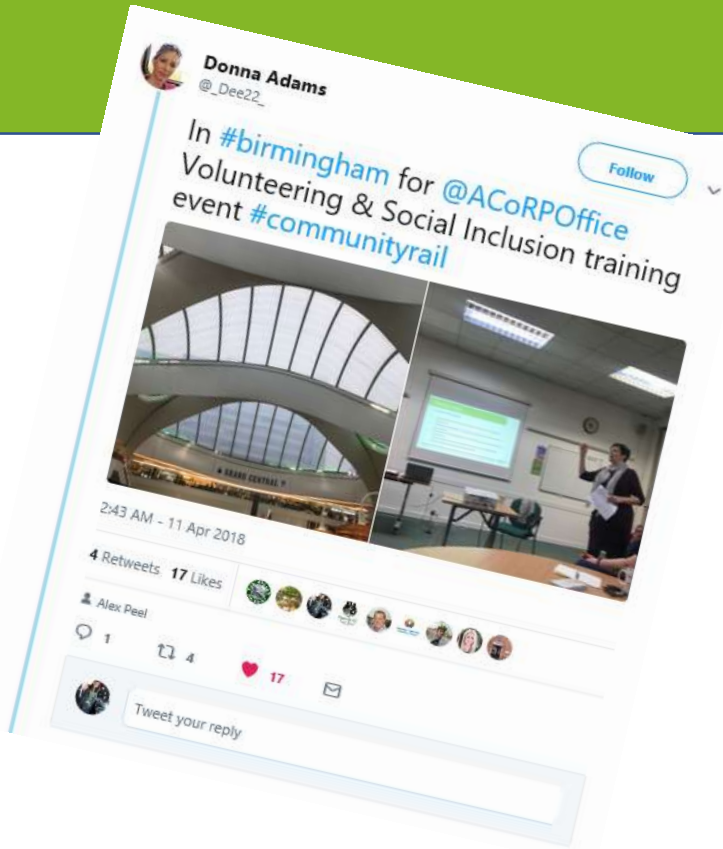 Donna Adams
@_Dee22_
Follow
In #birmingham for @ACoRPOffice
Volunteering & Social Inclusion training
event #communityrail
GRAND CENTRAL
2:43 AM - 11 Apr 2018
4 Retweets 17 Likes
Alex Peel
1 4 17
Tweet your reply